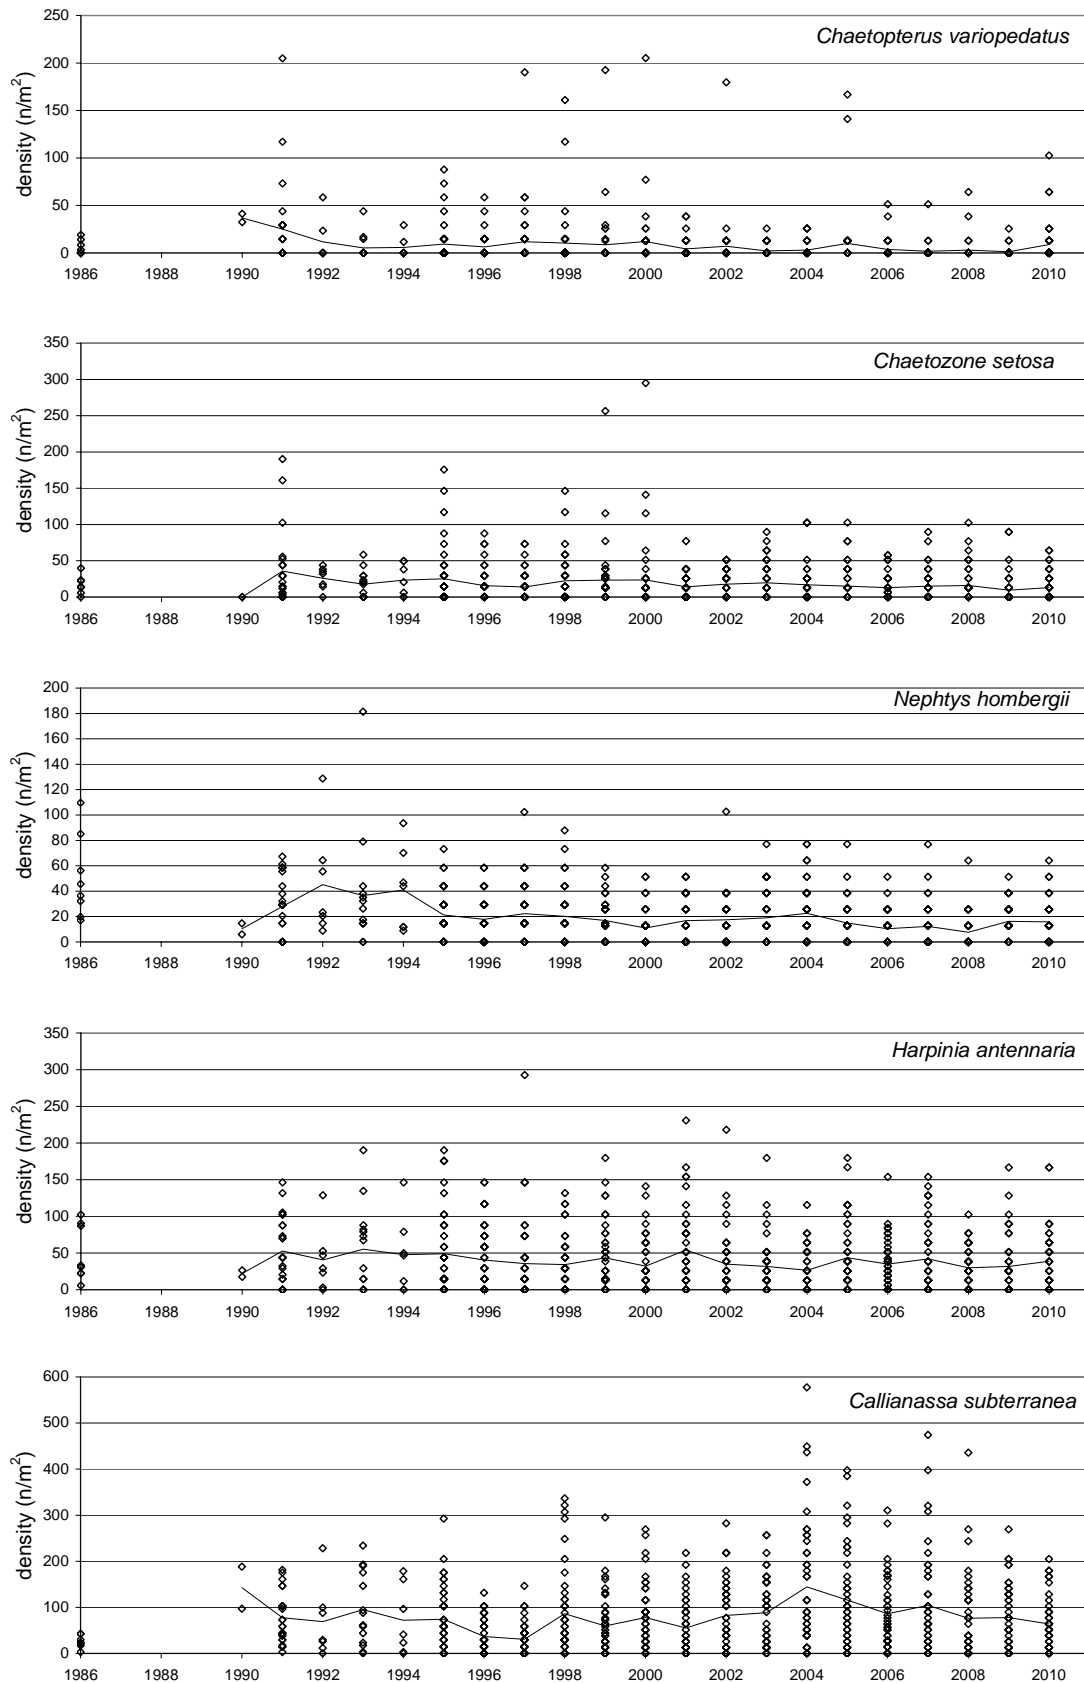 Chaetopterus variopedatus
density (n/m²)
250
200
150
100
50
0
1986 1988 1990 1992 1994 1996 1998 2000 2002 2004 2006 2008 2010
Chaetozone setosa
density (n/m²)
350
300
250
200
150
100
50
0
1986 1988 1990 1992 1994 1996 1998 2000 2002 2004 2006 2008 2010
Nephtys hombergii
density (n/m²)
200
180
160
140
120
100
80
60
40
20
0
1986 1988 1990 1992 1994 1996 1998 2000 2002 2004 2006 2008 2010
Harpinia antennaria
density (n/m²)
350
300
250
200
150
100
50
0
1986 1988 1990 1992 1994 1996 1998 2000 2002 2004 2006 2008 2010
Callianassa subterranea
density (n/m²)
600
500
400
300
200
100
0
1986 1988 1990 1992 1994 1996 1998 2000 2002 2004 2006 2008 2010